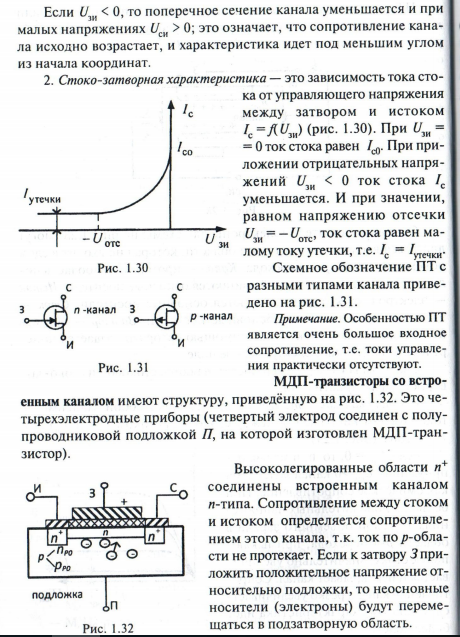 Если Uзи < 0, то поперечное сечение канала уменьшается и при
малых напряжениях Uси > 0; это означает, что сопротивление кана-
ла исходно возрастает, и характеристика идет под меньшим углом
из начала координат.
2. Стоко-затворная характеристика — это зависимость тока сто-
ка от управляющего напряжения
между затвором и истоком
Iс = f(Uзи) (рис. 1.30). При Uзи =
= 0 ток стока равен Iс0. При при-
ложении отрицательных напря-
жений Uзи < 0 ток стока Iс
уменьшается. И при значении,
равном напряжению отсечки
Uзи = – Uотс, ток стока равен ма-
лому току утечки, т.е. Iс = Iутечки.
Схемное обозначение ПТ с
разными типами канала приве-
дено на рис. 1.31.
Примечание. Особенностью ПТ
является очень большое входное
сопротивление, т.е. токи управле-
ния практически отсутствуют.
Iс
Iсо
Iутечки
– Uотс
Uзи
Рис. 1.30
С
З
n -канал
И
С
З
p -канал
И
Рис. 1.31
МДП-транзисторы со встро-
енным каналом имеют структуру, приведённую на рис. 1.32. Это че-
тырехэлектродные приборы (четвертый электрод соединен с полу-
проводниковой подложкой П, на которой изготовлен МДП-тран-
зистор).
И
З
+
С
n+
n
n+
p
nPO
pPO
подложка
П
Рис. 1.32
Высоколегированные области n+
соединены встроенным каналом
n-типа. Сопротивление между стоком
и истоком определяется сопротивле-
нием этого канала, т.к. ток по p-обла-
сти не протекает. Если к затвору З при-
ложить положительное напряжение от-
носительно подложки, то неосновные
носители (электроны) будут переме-
щаться в подзатворную область.